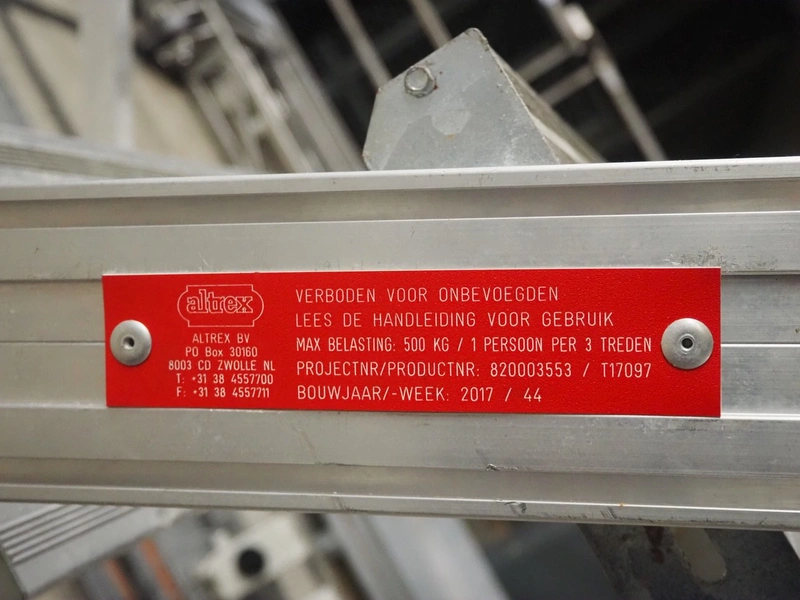 altrex
ALTREX BV
PO Box 30160
8003 CD ZWOLLE NL
T: +31 38 4557700
F: +31 38 4557711
VERBODEN VOOR ONBEVOEGDEN
LEES DE HANDLEIDING VOOR GEBRUIK
MAX BELASTING: 500 KG / 1 PERSOON PER 3 TREDEN
PROJECTNR/PRODUCTNR: 820003553 / T17097
BOUWJAAR/-WEEK: 2017 / 44